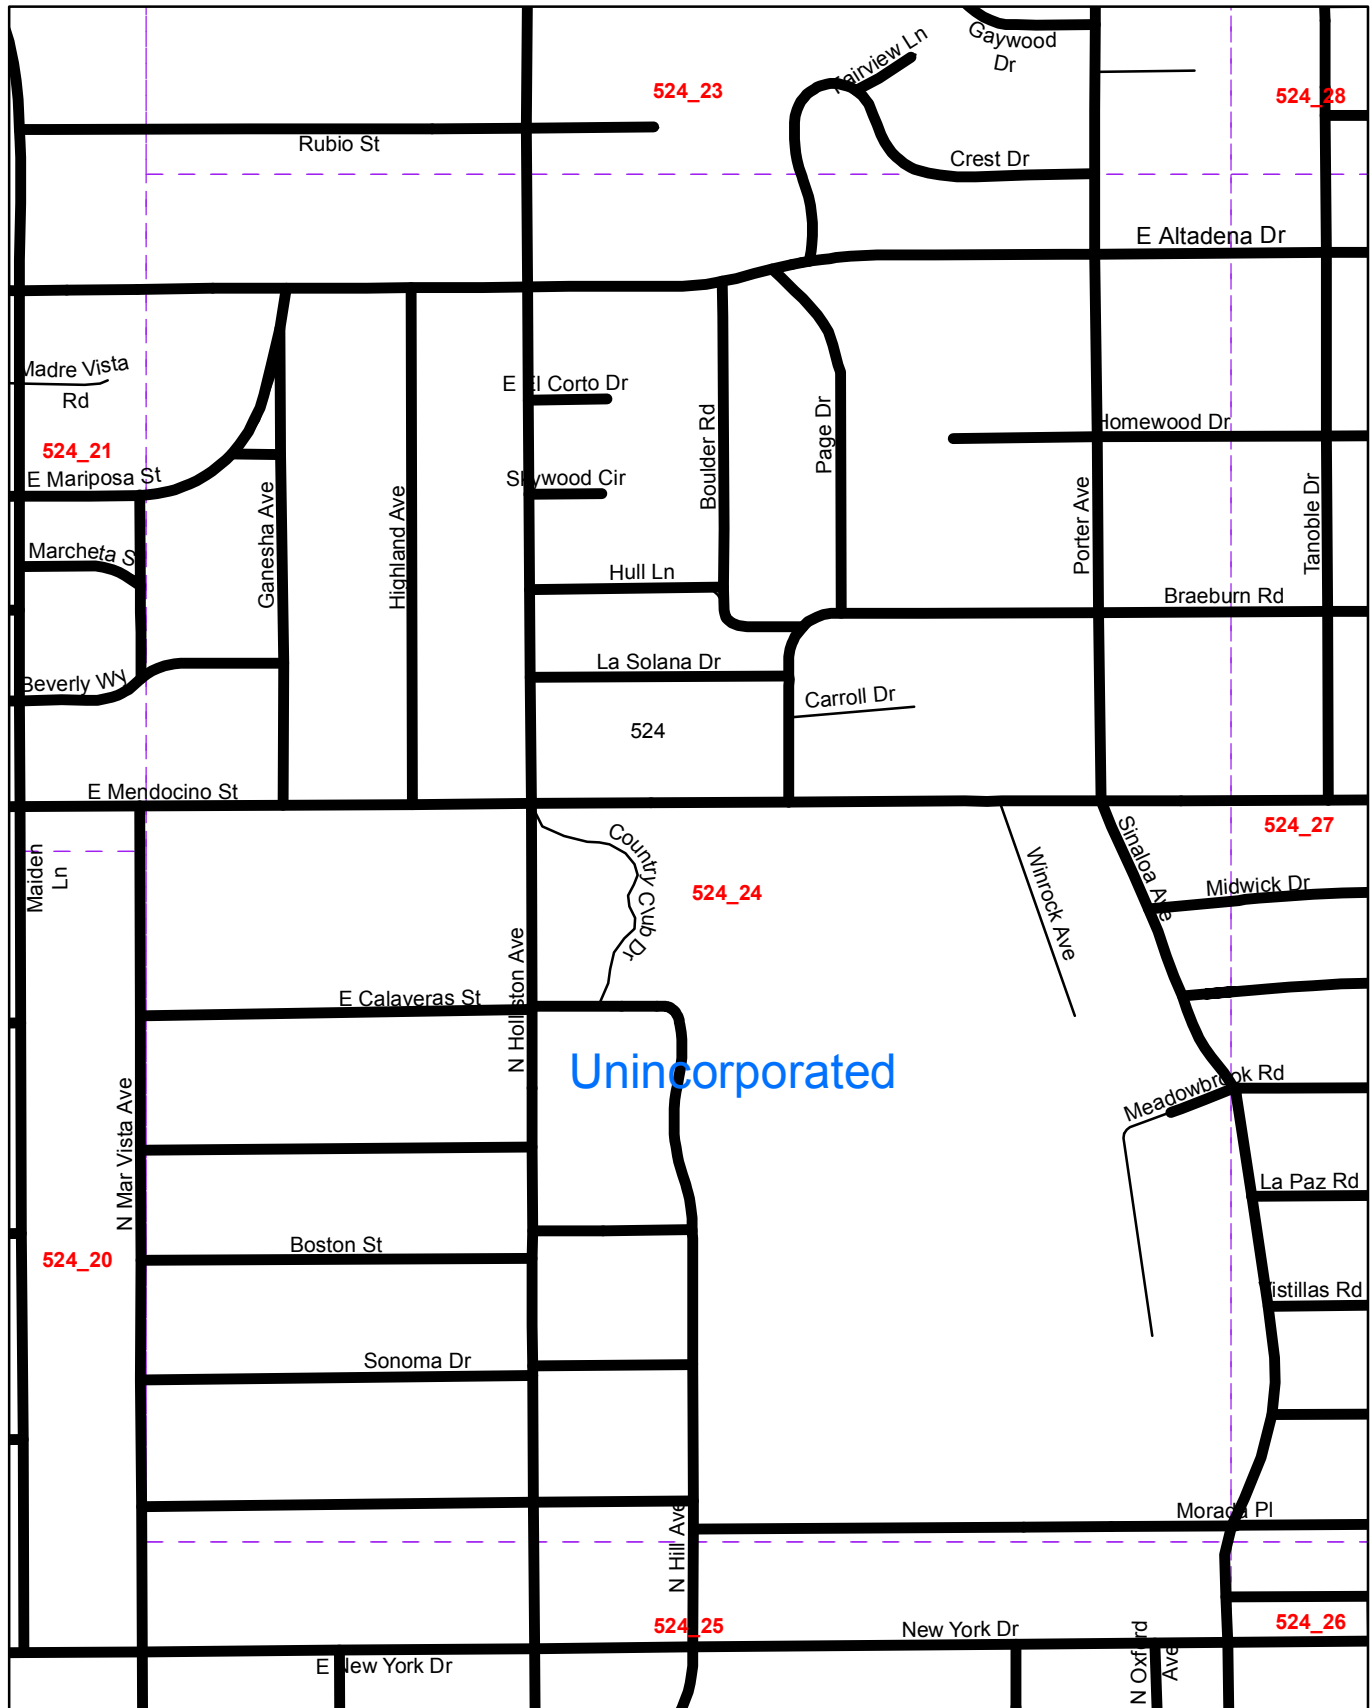 Gaywood
Dr
Fairview Ln
524_23
524_28
Rubio St
Crest Dr
E Altadena Dr
Madre Vista
Rd
E El Corto Dr
Boulder Rd
Page Dr
Homewood Dr
524_21
E Mariposa St
Skywood Cir
Ganesha Ave
Highland Ave
Porter Ave
Tanoble Dr
Marcheta S
Hull Ln
Braeburn Rd
La Solana Dr
Beverly Wy
Carroll Dr
524
E Mendocino St
524_27
Maiden
Ln
Country Club Dr
524_24
Winrock Ave
Sinaloa Ave
Midwick Dr
N Holliston Ave
E Calaveras St
Unincorporated
Meadowbrook Rd
N Mar Vista Ave
La Paz Rd
Boston St
524_20
Vistillas Rd
Sonoma Dr
Morada Pl
N Hill Ave
524_25
New York Dr
524_26
E New York Dr
N Oxford
Ave